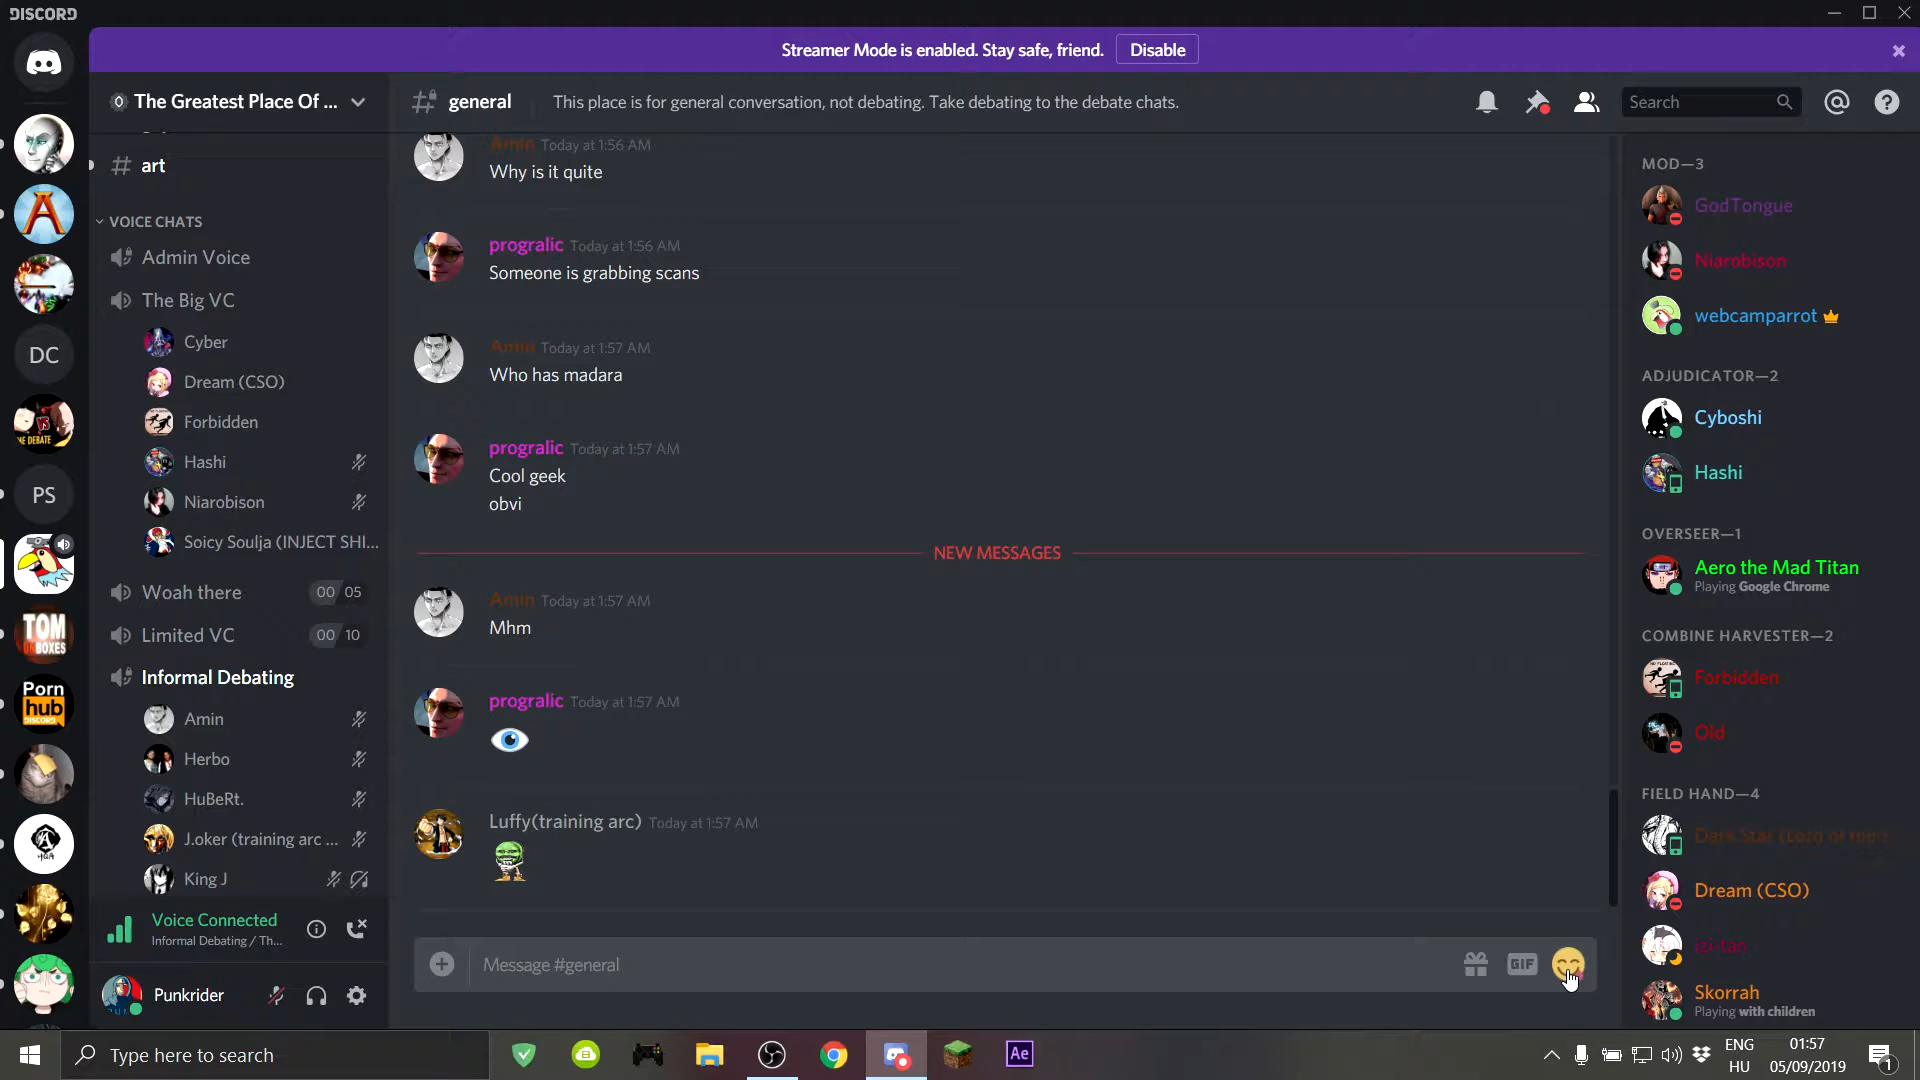 DISCORD
Streamer Mode is enabled. Stay safe, friend.
Disable
The Greatest Place Of ...
general
This place is for general conversation, not debating. Take debating to the debate chats.
Search
art
VOICE CHATS
Admin Voice
The Big VC
Cyber
Dream (CSO)
Forbidden
Hashi
Niarobison
Soicy Soulja (INJECT SHI...
Woah there
00 05
Limited VC
00 10
Informal Debating
Amin
Herbo
HuBeRt.
J.oker (training arc ...
King J
Voice Connected
Informal Debating / Th...
Punkrider
DC
VS
THE DEBATE
PS
TOM
Porn
hub
DISCORD
Amin Today at 1:56 AM
Why is it quite
progralic Today at 1:56 AM
Someone is grabbing scans
Amin Today at 1:57 AM
Who has madara
progralic Today at 1:57 AM
Cool geek
obvi
NEW MESSAGES
Amin Today at 1:57 AM
Mhm
progralic Today at 1:57 AM
Luffy(training arc) Today at 1:57 AM
Message #general
GIF
MOD—3
GodTongue
Niarobison
webcamparrot
ADJUDICATOR—2
Cyboshi
Hashi
OVERSEER—1
Aero the Mad Titan
Playing Google Chrome
COMBINE HARVESTER—2
Forbidden
Old
FIELD HAND—4
Dream (CSO)
izi-tan
Skorrah
Playing with children
Type here to search
Ae
ENG
HU
01:57
05/09/2019
1